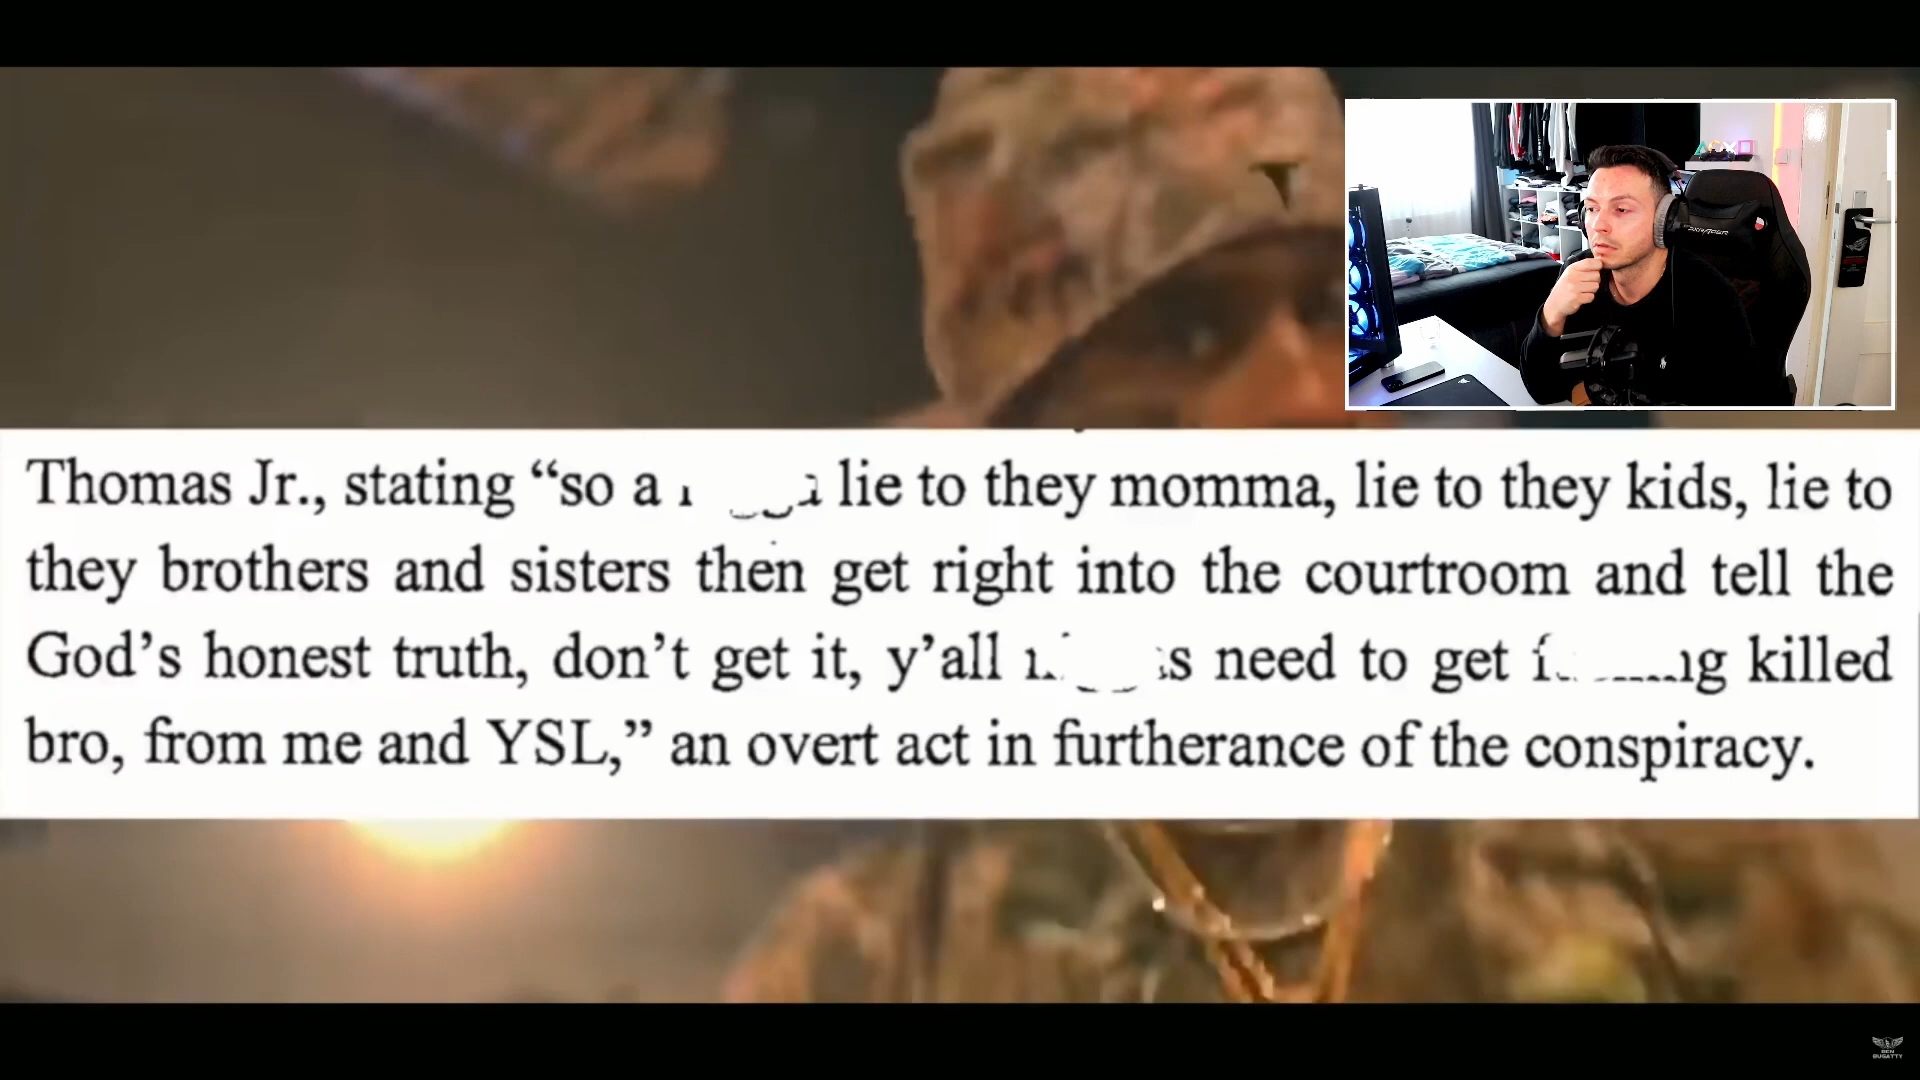 Thomas Jr., stating “so a lie to they momma, lie to they kids, lie to
they brothers and sisters then get right into the courtroom and tell the
God’s honest truth, don’t get it, y’all need to get killed
bro, from me and YSL,” an overt act in furtherance of the conspiracy.
BEN
BUGATTY